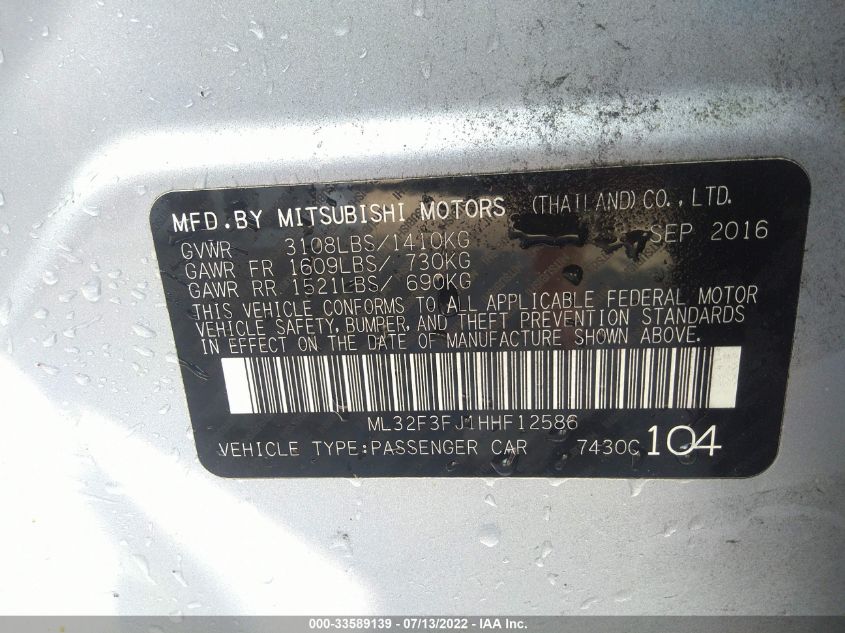 MFD.BY MITSUBISHI MOTORS (THAILAND) CO.,LTD.
GVWR 3108LBS/1410KG SEP 2016
GAWR FR 1609LBS/ 730KG
GAWR RR 1521LBS/ 690KG
THIS VEHICLE CONFORMS TO ALL APPLICABLE FEDERAL MOTOR
VEHICLE SAFETY, BUMPER, AND THEFT PREVENTION STANDARDS
IN EFFECT ON THE DATE OF MANUFACTURE SHOWN ABOVE.
ML32F3FJ1HHF12586
VEHICLE TYPE:PASSENGER CAR 7430C 104
000-33589139 - 07/13/2022 - IAA Inc.